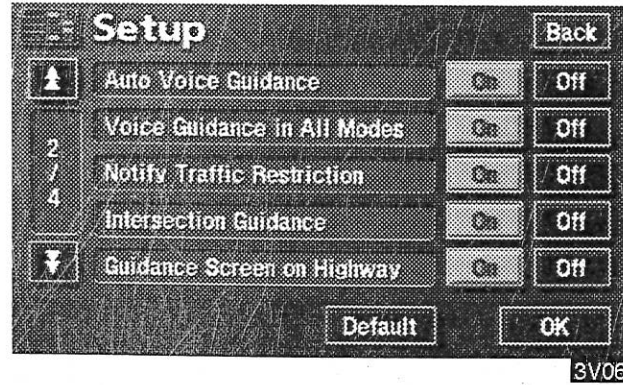 Setup Back
Auto Voice Guidance On Off
Voice Guidance in All Modes On Off
2
/
4
Notify Traffic Restriction On Off
Intersection Guidance On Off
Guidance Screen on Highway On Off
Default OK
3V06